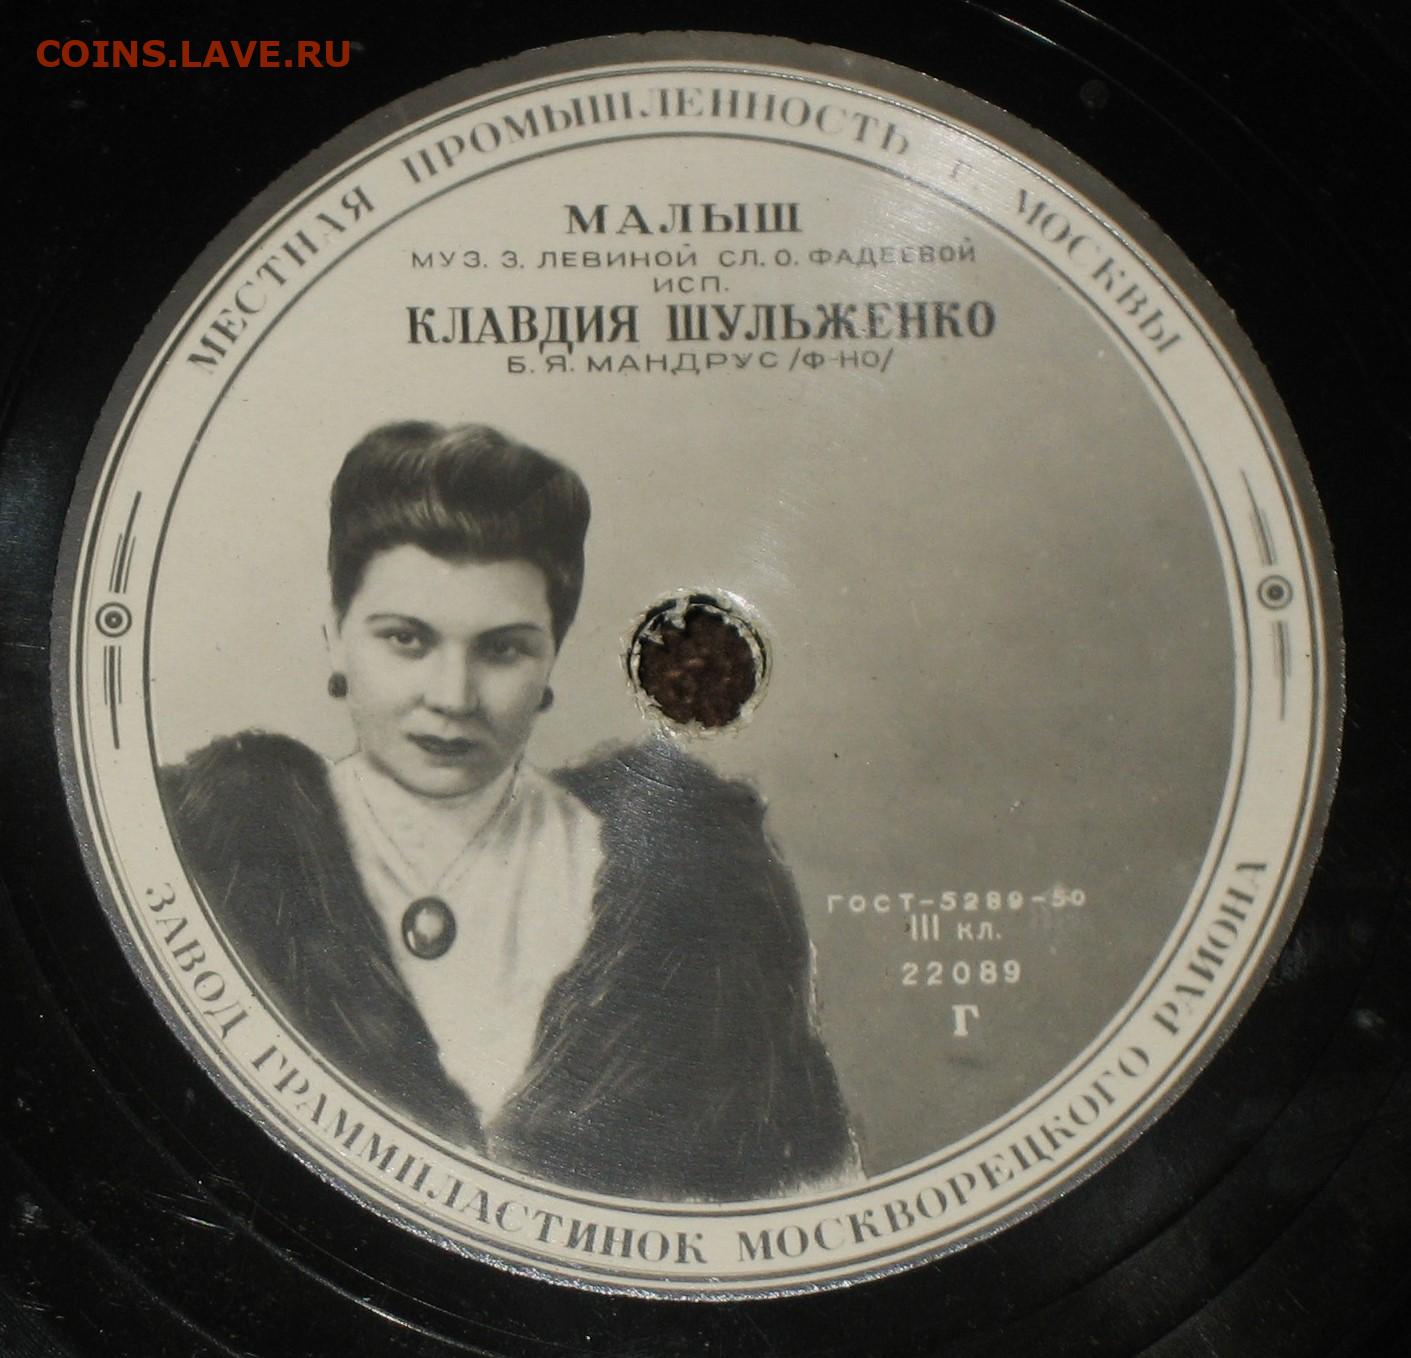 COINS.LAVE.RU
МЕСТНАЯ ПРОМЫШЛЕННОСТЬ Г. МОСКВЫ
МАЛЫШ
МУЗ. З. ЛЕВИНОЙ СЛ. О. ФАДЕЕВОЙ
ИСП.
КЛАВДИЯ ШУЛЬЖЕНКО
Б. Я. МАНДРУС /Ф-НО/
ГОСТ-5289-50
III КЛ.
22089
Г
ЗАВОД ГРАММПЛАСТИНОК МОСКВОРЕЦКОГО РАЙОНА